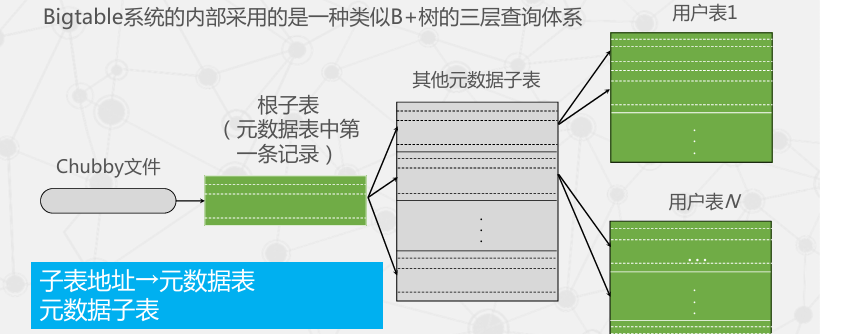 Bigtable系统的内部采用的是一种类似B+树的三层查询体系
用户表1
其他元数据子表
根子表
（元数据表中第
一条记录）
Chubby文件
用户表N
子表地址→元数据表
元数据子表